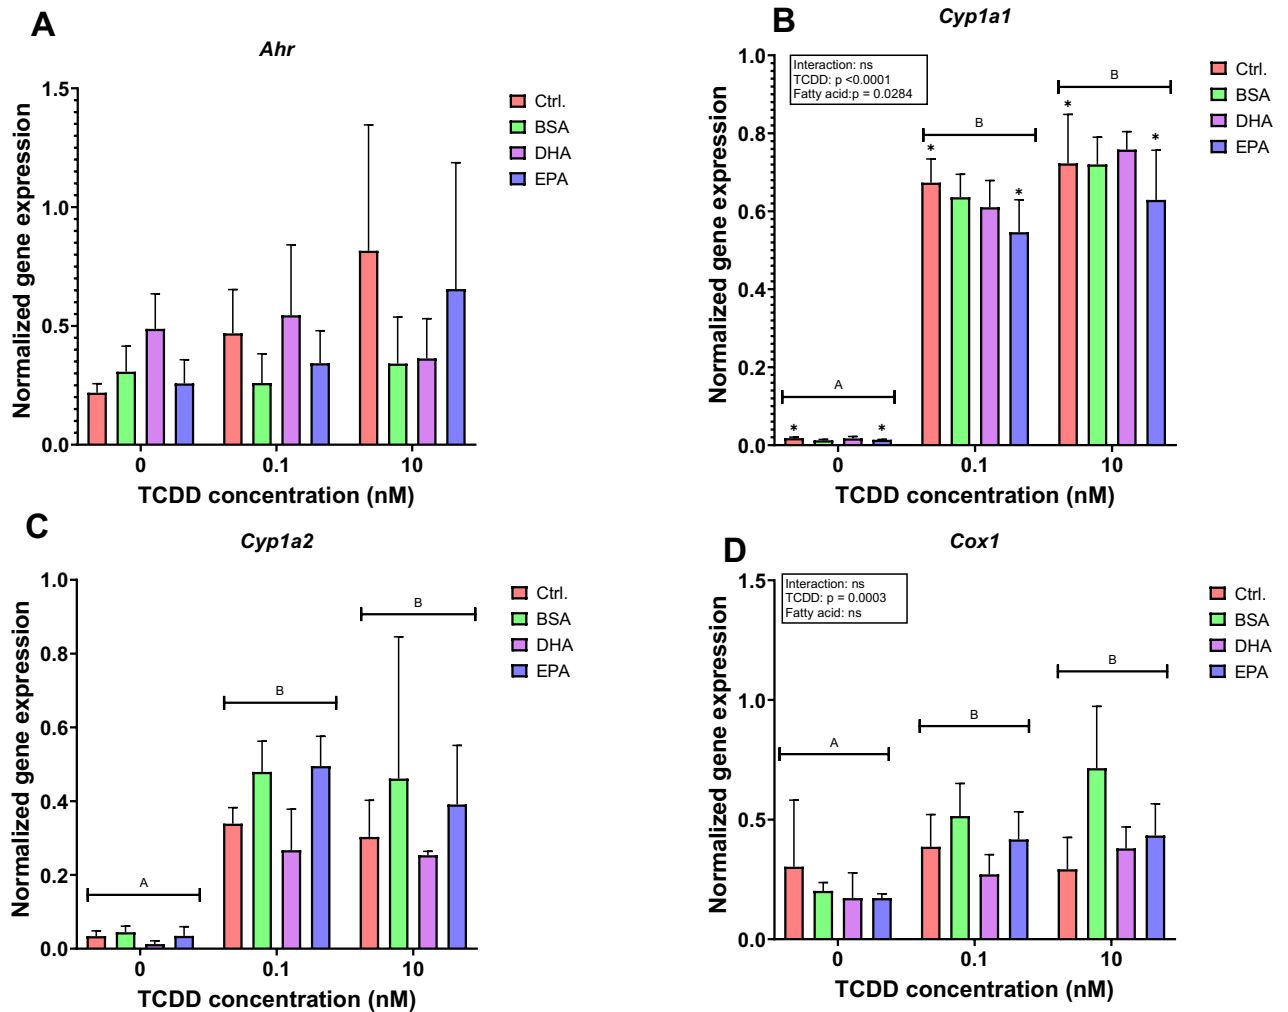 A
Ahr
Normalized gene expression
1.5
1.0
0.5
0.0
0
0.1
10
TCDD concentration (nM)
Ctrl.
BSA
DHA
EPA
B
Cyp1a1
Normalized gene expression
1.0
0.8
0.6
0.4
0.2
0.0
Interaction: ns
TCDD: p <0.0001
Fatty acid:p = 0.0284
A
B
B
*
*
*
*
*
*
0
0.1
10
TCDD concentration (nM)
Ctrl.
BSA
DHA
EPA
C
Cyp1a2
Normalized gene expression
1.0
0.8
0.6
0.4
0.2
0.0
A
B
B
0
0.1
10
TCDD concentration (nM)
Ctrl.
BSA
DHA
EPA
D
Cox1
Normalized gene expression
1.5
1.0
0.5
0.0
Interaction: ns
TCDD: p = 0.0003
Fatty acid: ns
A
B
B
0
0.1
10
TCDD concentration (nM)
Ctrl.
BSA
DHA
EPA